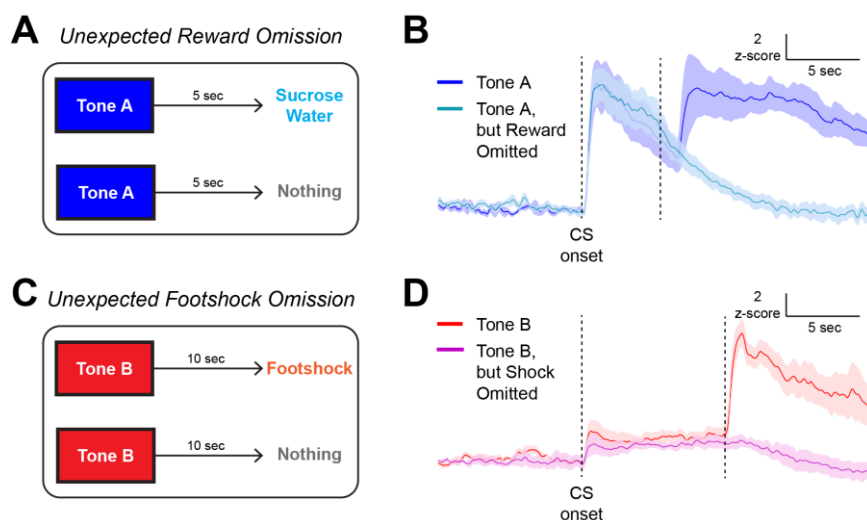 A
Unexpected Reward Omission
Tone A
5 sec
Sucrose
Water
Tone A
5 sec
Nothing
B
Tone A
Tone A,
but Reward
Omitted
2
z-score
5 sec
CS
onset
C
Unexpected Footshock Omission
Tone B
10 sec
Footshock
Tone B
10 sec
Nothing
D
Tone B
Tone B,
but Shock
Omitted
2
z-score
5 sec
CS
onset